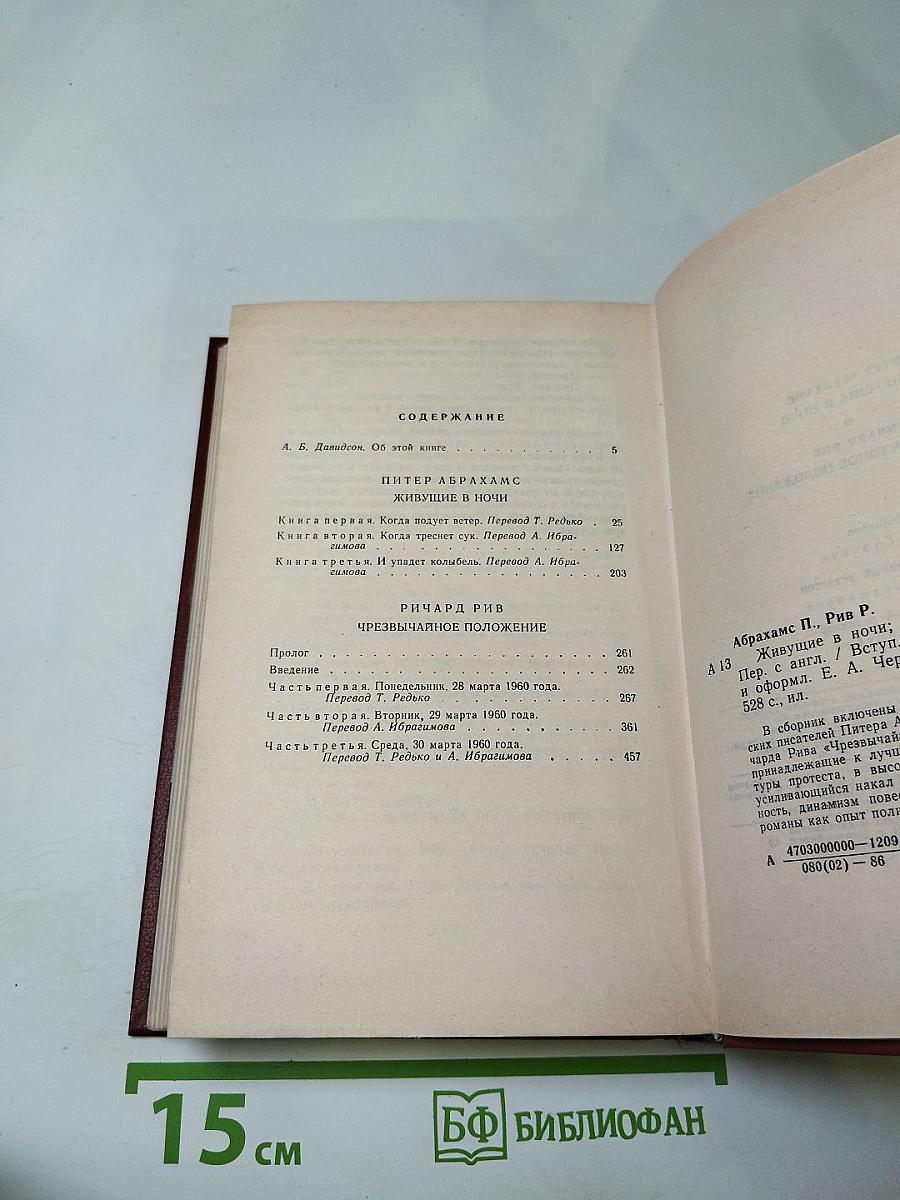 СОДЕРЖАНИЕ
А. Б. Давидсон. Об этой книге . . . . . . . . . . . . 5
ПИТЕР АБРАХАМС
ЖИВУЩИЕ В НОЧИ
Книга первая. Когда подует ветер. Перевод Т. Редько . 25
Книга вторая. Когда треснет сук. Перевод А. Ибра-
гимова . . . . . . . . . . . . . . . . . 127
Книга третья. И упадет колыбель. Перевод А. Ибра-
гимова . . . . . . . . . . . . . . . . . 203
РИЧАРД РИВ
ЧРЕЗВЫЧАЙНОЕ ПОЛОЖЕНИЕ
Пролог . . . . . . . . . . . . . . . . . . . . 261
Введение . . . . . . . . . . . . . . . . . . . 262
Часть первая. Понедельник, 28 марта 1960 года.
Перевод Т. Редько . . . . . . . . . . . . . 267
Часть вторая. Вторник, 29 марта 1960 года.
Перевод А. Ибрагимова . . . . . . . . . . . 361
Часть третья. Среда, 30 марта 1960 года.
Перевод Т. Редько и А. Ибрагимова . . . . . 457
Абрахамс П., Рив Р.
А 13 Живущие в ночи;
Пер. с англ. / Вступ.
и оформл. Е. А. Чер
528 с., ил.
В сборник включены
ских писателей Питера А
чарда Рива «Чрезвычай
принадлежащие к лучш
туры протеста, в высо
усиливающийся накал
ность, динамизм повес
романы как опыт поли
А 4703000000—1209
080(02) — 86
15 см
БФ БИБЛИОФАН